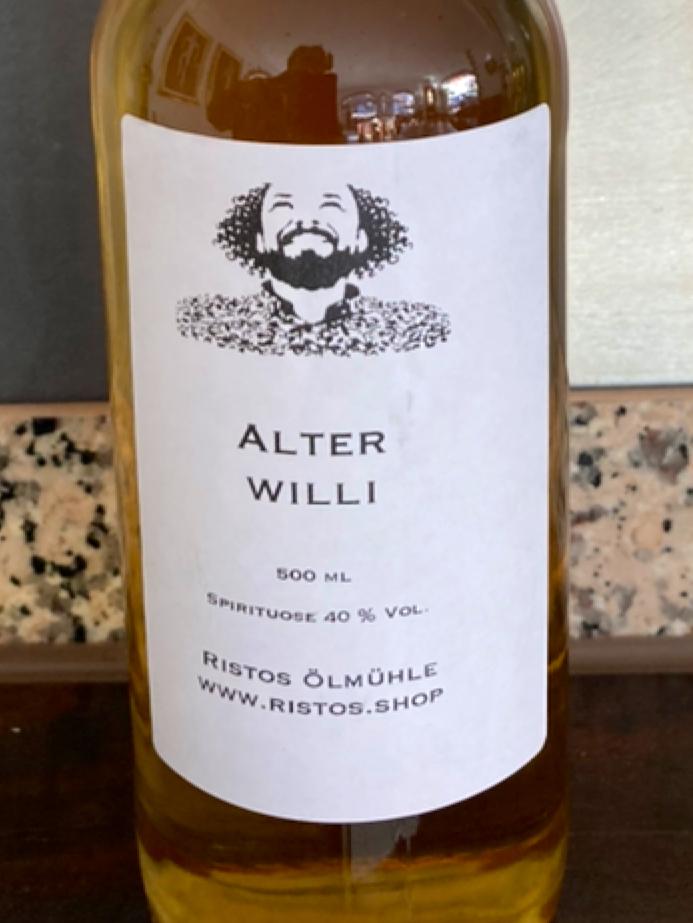 ALTER
WILLI
500 ML
SPIRITUOSE 40 % VOL.
RISTOS ÖLMÜHLE
WWW.RISTOS.SHOP